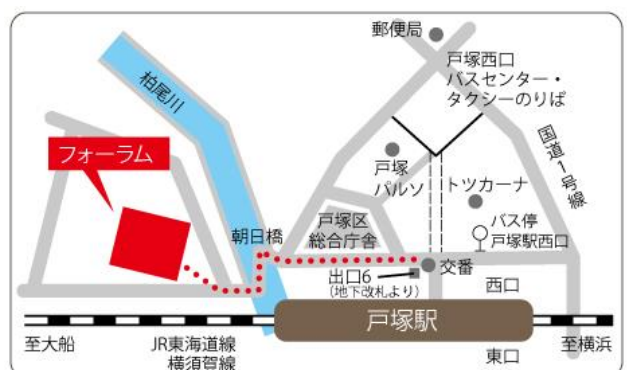 郵便局
戸塚西口
バスセンター・
タクシーのりば
柏尾川
国道1号線
フォーラム
戸塚
パルソ
トツカーナ
バス停
戸塚駅西口
朝日橋
戸塚区
総合庁舎
交番
出口6
(地下改札より)
西口
戸塚駅
至大船
JR東海道線
横須賀線
至横浜
東口